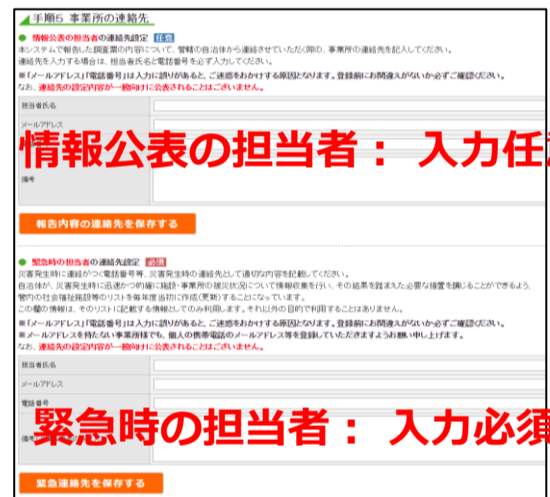 手順5 事業所の連絡先
● 情報公表の担当者の連絡先設定 任意
本システムで報告した調査票の内容について、管轄の自治体から連絡させていただく際の、事業所の連絡先を記入してください。
連絡先を入力する場合は、担当者氏名と電話番号を必ず入力してください。
※「メールアドレス」「電話番号」は入力に誤りがあると、ご迷惑をおかけする原因となります。登録前にお間違えがないか必ずご確認ください。
なお、連絡先の設定内容が一般向けに公表されることはございません。
担当者氏名
メールアドレス
情報公表の担当者： 入力任意
備考
報告内容の連絡先を保存する
● 緊急時の担当者の連絡先設定 必須
災害発生時に連絡がつく電話番号等、災害発生時の連絡先として適切な内容を記載してください。
自治体が、災害発生時に迅速かつ的確に施設・事業所の被災状況について情報収集を行い、その結果を踏まえた必要な措置を講じることができるよう、
管内の社会福祉施設等のリストを毎年度当初に作成(更新)することになっています。
この欄の情報は、そのリストに記載する情報としてのみ利用します。それ以外の目的で利用することはありません。
※「メールアドレス」「電話番号」は入力に誤りがあると、ご迷惑をおかけする原因となります。登録前にお間違えがないか必ずご確認ください。
※メールアドレスを持たない事業所様でも、個人の携帯電話のメールアドレス等を登録していただきますようお願い申し上げます。
なお、連絡先の設定内容が一般向けに公表されることはございません。
担当者氏名
メールアドレス
電話番号
緊急時の担当者： 入力必須
緊急連絡先を保存する